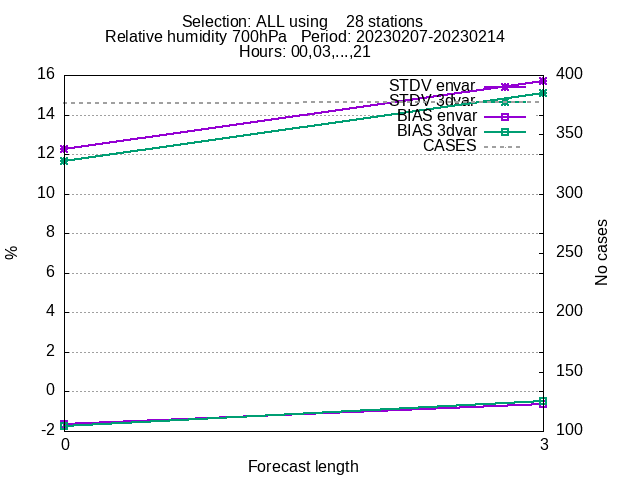 Selection: ALL using    28 stations
Relative humidity 700hPa   Period: 20230207-20230214
Hours: 00,03,...,21
STDV envar
STDV 3dvar
BIAS envar
BIAS 3dvar
CASES
16
14
12
10
8
6
4
2
0
-2
%
400
350
300
250
200
150
100
No cases
0
3
Forecast length